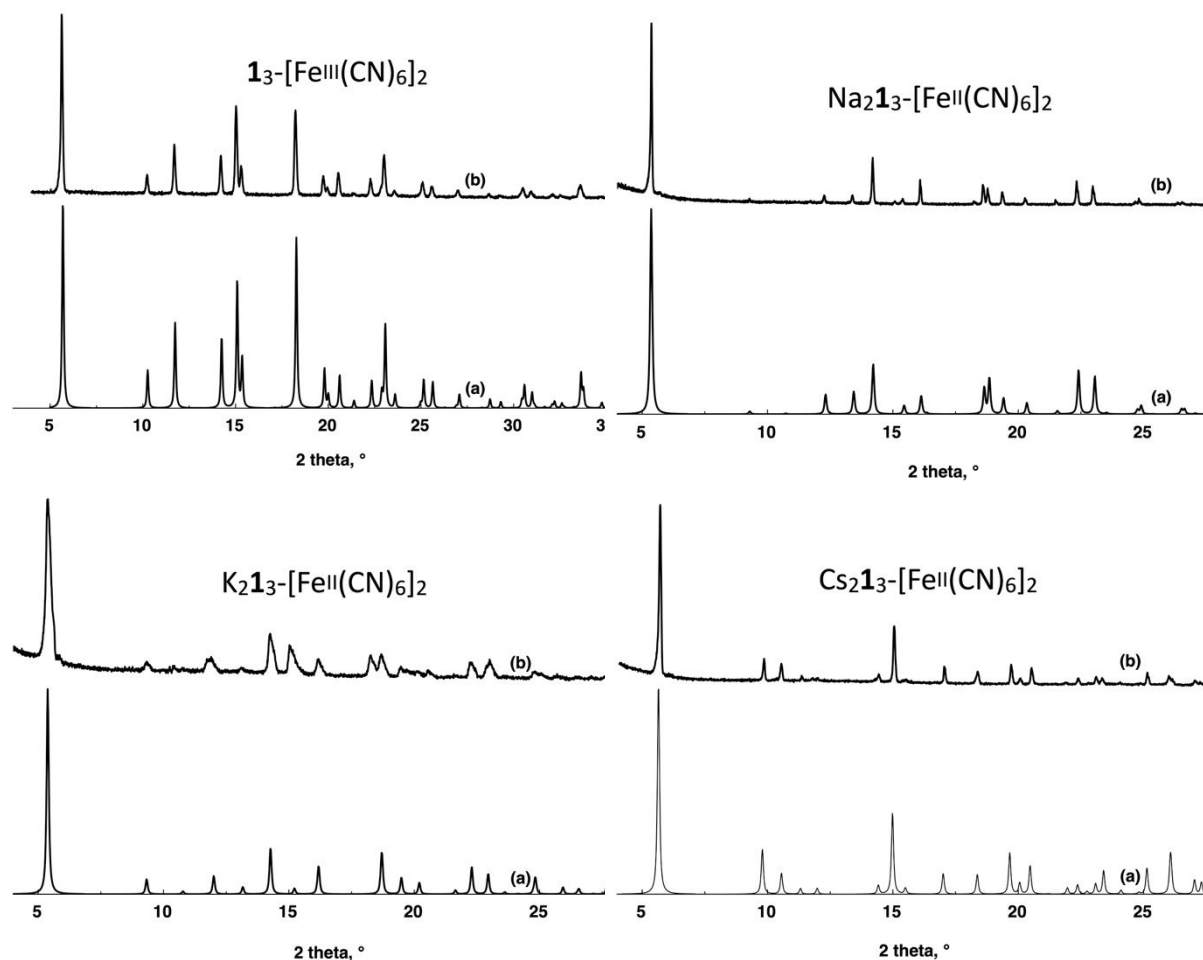 1₃-[Feᴵᴵᴵ(CN)₆]₂
(b)
(a)
5 10 15 20 25 30 3
2 theta, °
Na₂1₃-[Feᴵᴵ(CN)₆]₂
(b)
(a)
5 10 15 20 25
2 theta, °
K₂1₃-[Feᴵᴵ(CN)₆]₂
(b)
(a)
5 10 15 20 25
2 theta, °
Cs₂1₃-[Feᴵᴵ(CN)₆]₂
(b)
(a)
5 10 15 20 25
2 theta, °